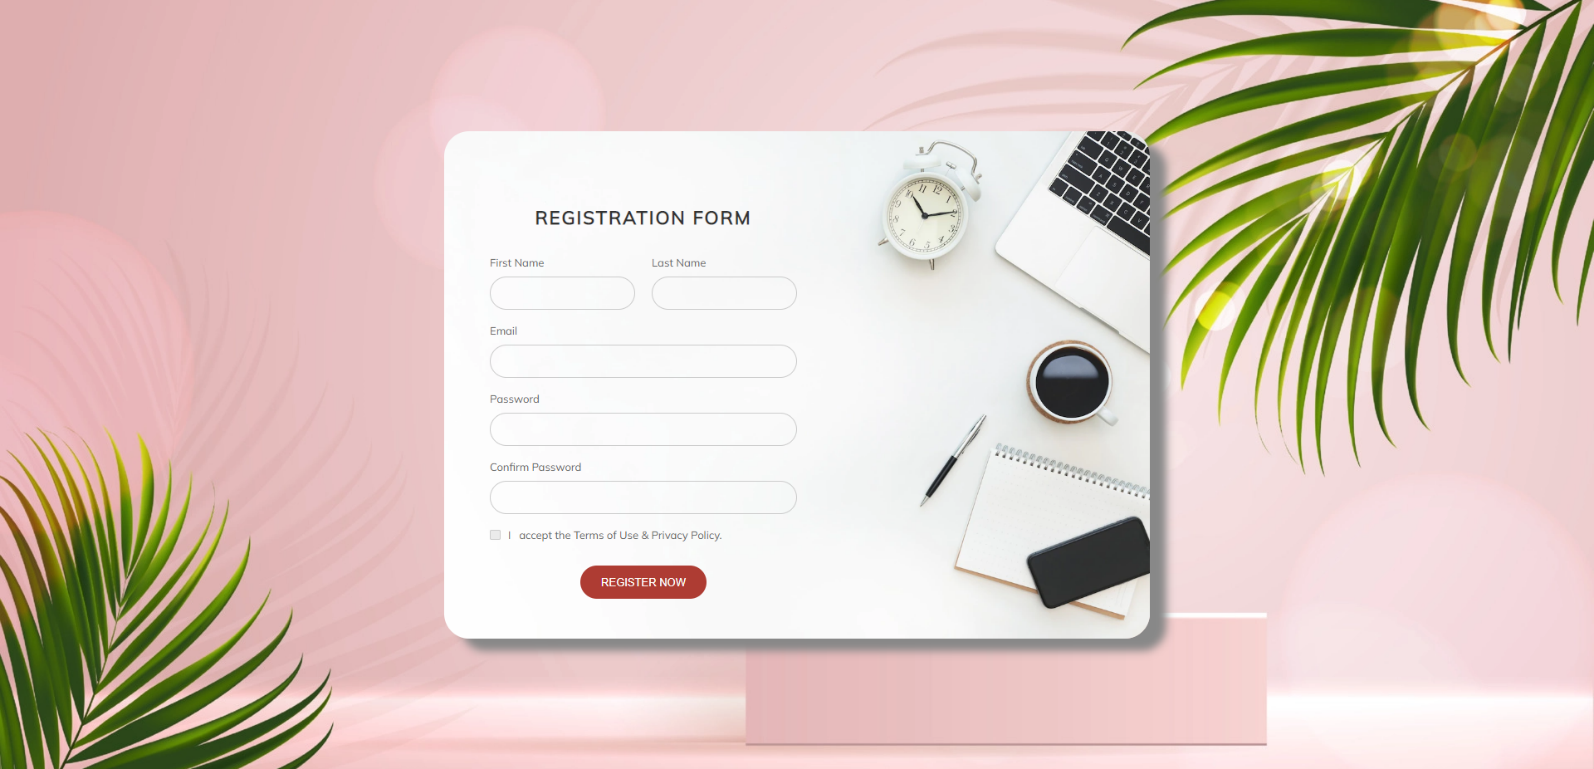 REGISTRATION FORM
First Name Last Name
Email
Password
Confirm Password
I accept the Terms of Use & Privacy Policy.
REGISTER NOW